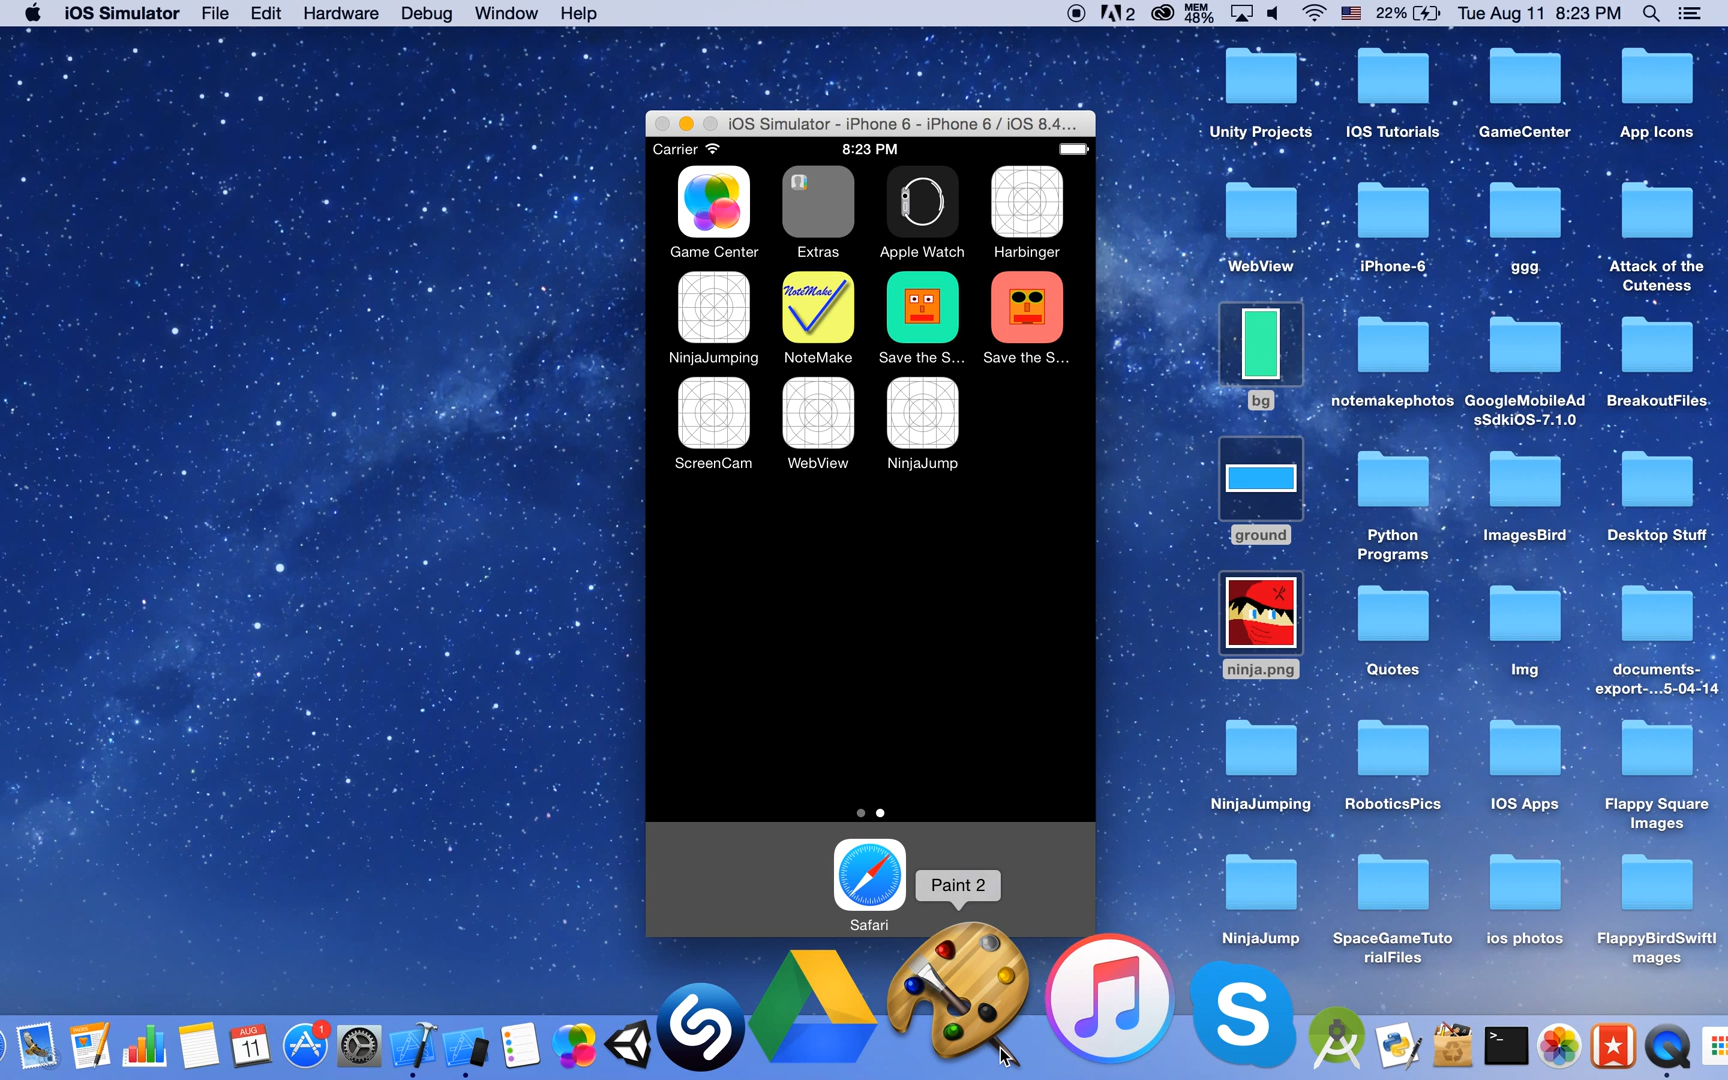 iOS Simulator File Edit Hardware Debug Window Help
2 MEM 48% 22% Tue Aug 11 8:23 PM
iOS Simulator - iPhone 6 - iPhone 6 / iOS 8.4...
Carrier 8:23 PM
Game Center Extras Apple Watch Harbinger
NoteMake
NinjaJumping NoteMake Save the S... Save the S...
ScreenCam WebView NinjaJump
Paint 2
Safari
Unity Projects IOS Tutorials GameCenter App Icons
WebView iPhone-6 ggg Attack of the
Cuteness
bg notemakephotos GoogleMobileAd BreakoutFiles
sSdkiOS-7.1.0
ground Python ImagesBird Desktop Stuff
Programs
ninja.png Quotes Img documents-
export-...5-04-14
NinjaJumping RoboticsPics IOS Apps Flappy Square
Images
NinjaJump SpaceGameTuto ios photos FlappyBirdSwiftI
rialFiles mages
AUG
11
1
S
>_